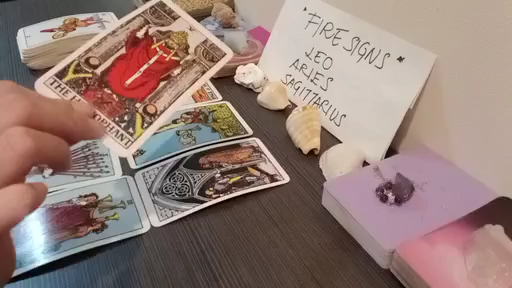 "FIRE SIGNS"
LEO
ARIES
SAGITTARIUS
THE HIEROPHANT